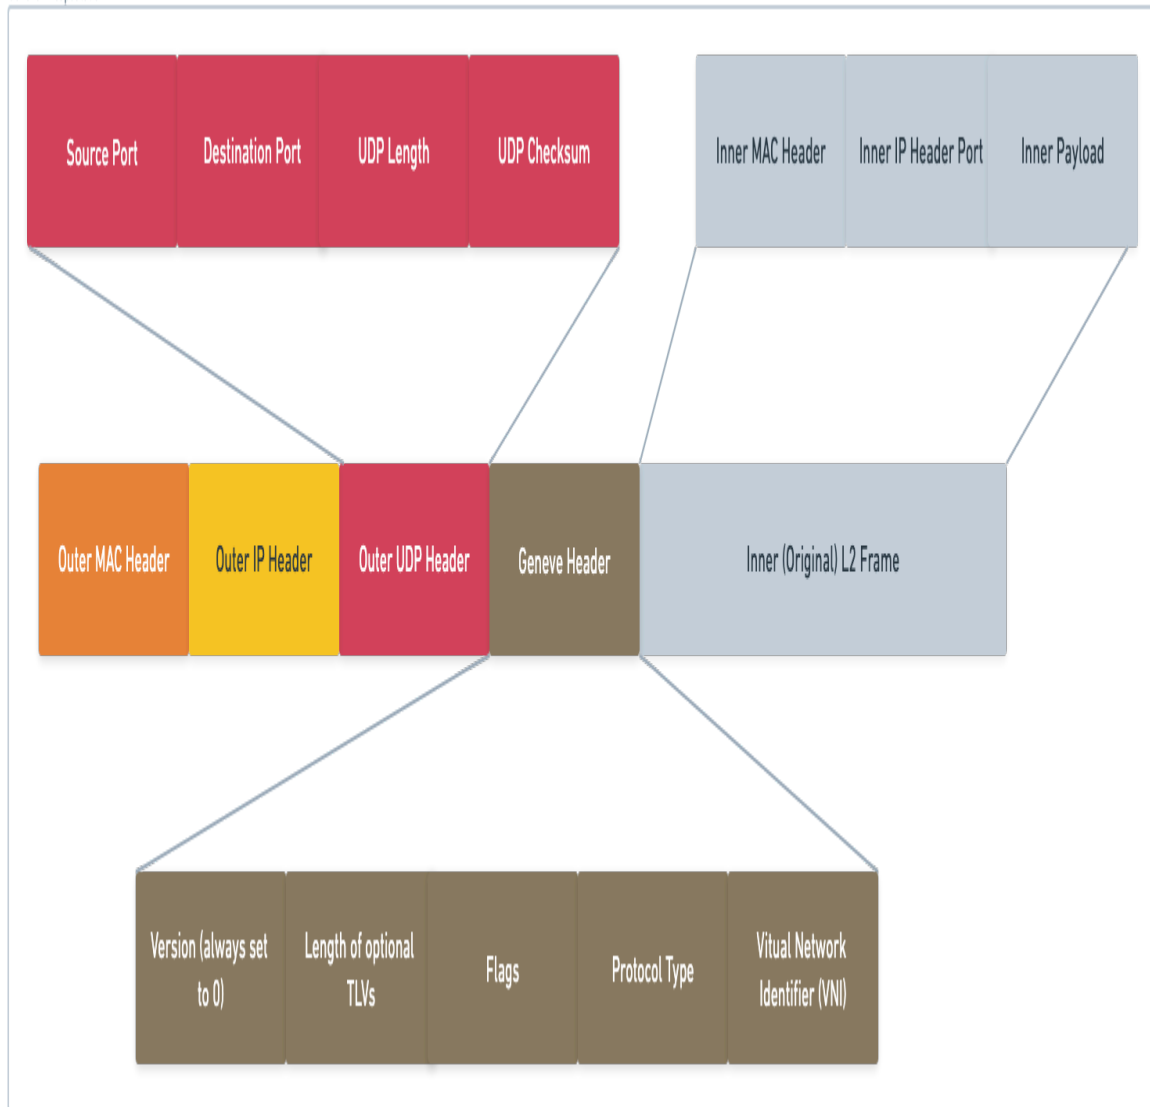 Source Port
Destination Port
UDP Length
UDP Checksum
Inner MAC Header
Inner IP Header Port
Inner Payload
Outer MAC Header
Outer IP Header
Outer UDP Header
Geneve Header
Inner (Original) L2 Frame
Version (always set
to 0)
Length of optional
TLVs
Flags
Protocol Type
Vitual Network
Identifier (VNI)